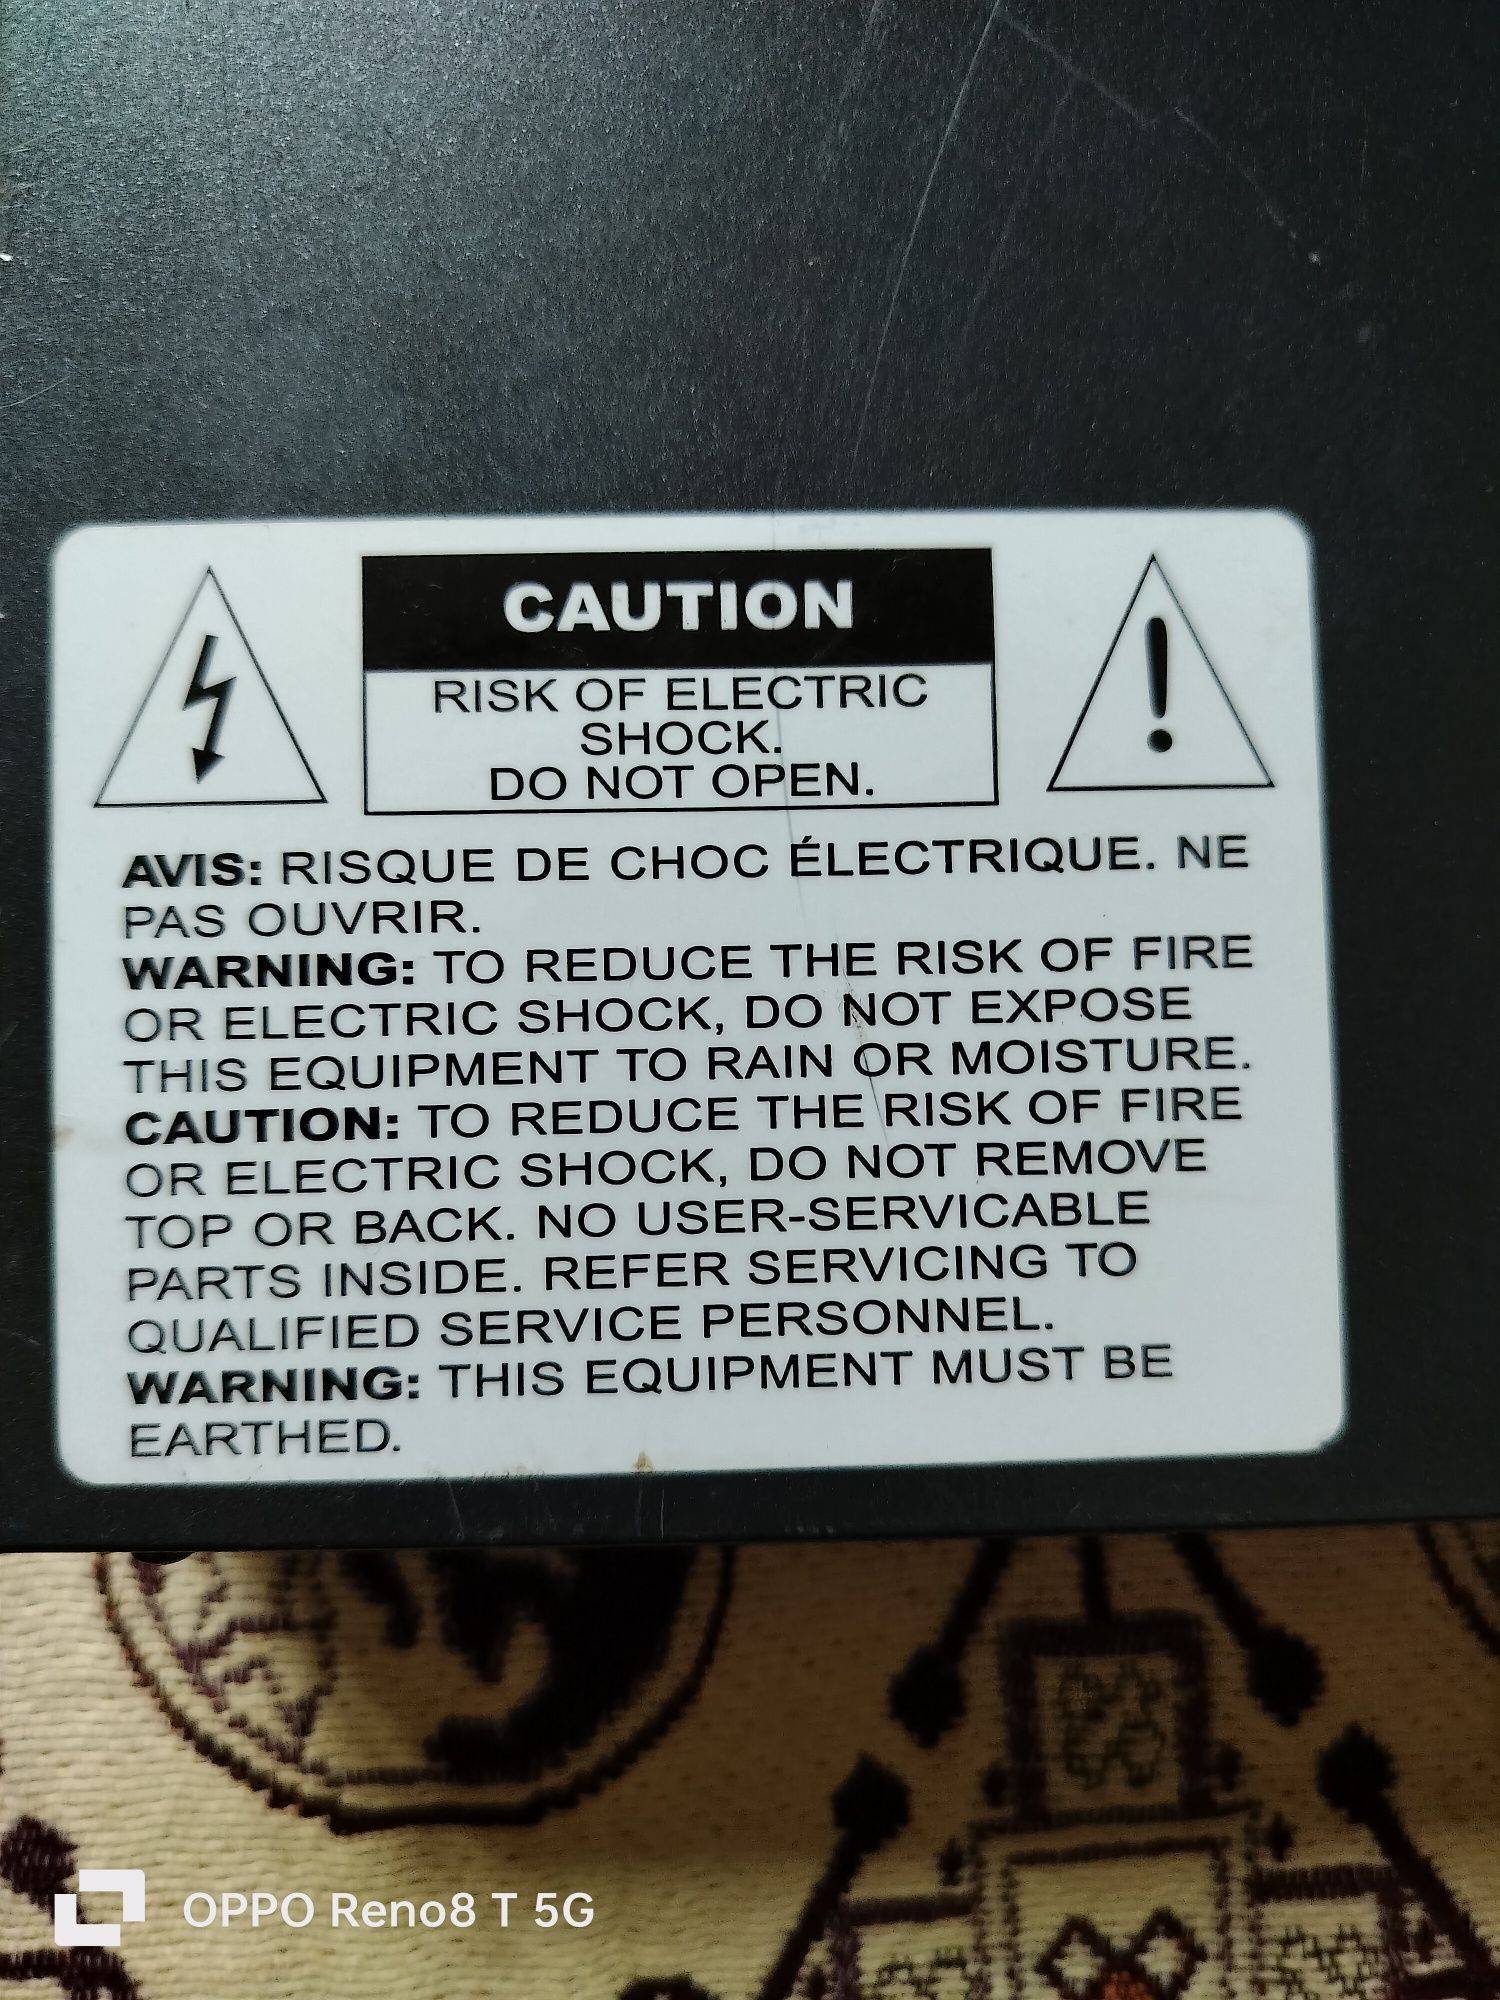 CAUTION
RISK OF ELECTRIC
SHOCK.
DO NOT OPEN.
AVIS: RISQUE DE CHOC ÉLECTRIQUE. NE
PAS OUVRIR.
WARNING: TO REDUCE THE RISK OF FIRE
OR ELECTRIC SHOCK, DO NOT EXPOSE
THIS EQUIPMENT TO RAIN OR MOISTURE.
CAUTION: TO REDUCE THE RISK OF FIRE
OR ELECTRIC SHOCK, DO NOT REMOVE
TOP OR BACK. NO USER-SERVICABLE
PARTS INSIDE. REFER SERVICING TO
QUALIFIED SERVICE PERSONNEL.
WARNING: THIS EQUIPMENT MUST BE
EARTHED.
OPPO Reno8 T 5G